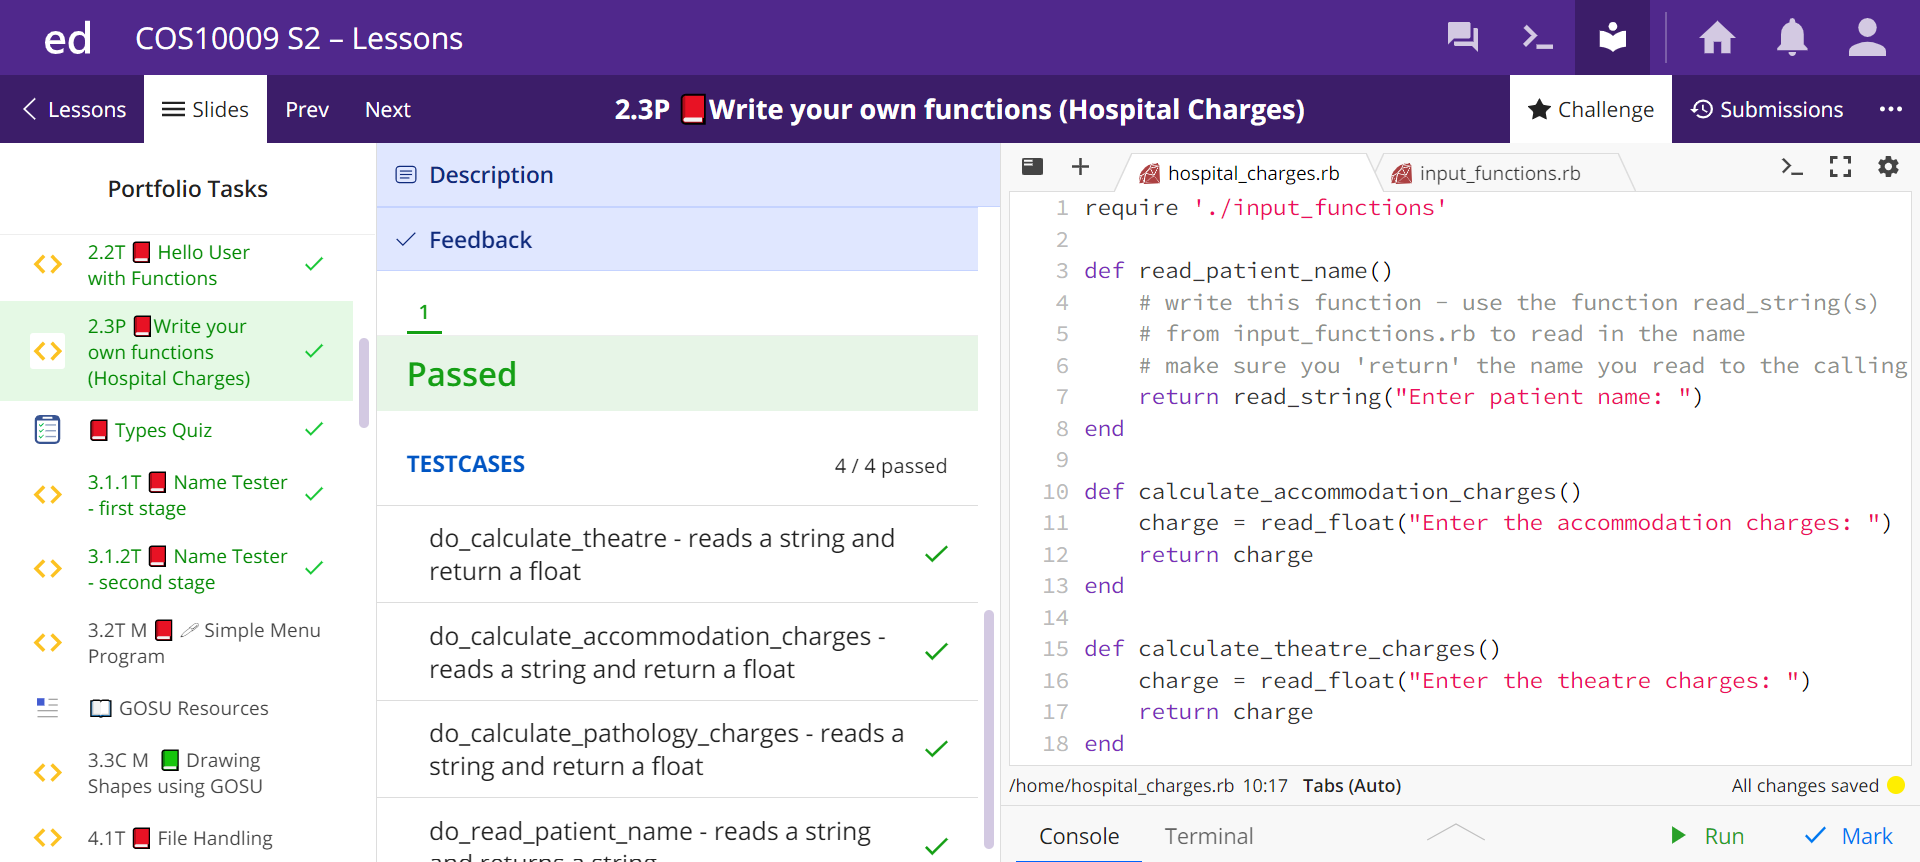 ed
COS10009 S2 – Lessons
Lessons
Slides
Prev
Next
2.3P Write your own functions (Hospital Charges)
Challenge
Submissions
Portfolio Tasks
2.2T Hello User
with Functions
2.3P Write your
own functions
(Hospital Charges)
Types Quiz
3.1.1T Name Tester
- first stage
3.1.2T Name Tester
- second stage
3.2T M Simple Menu
Program
GOSU Resources
3.3C M Drawing
Shapes using GOSU
4.1T File Handling
Description
Feedback
1
Passed
TESTCASES
4 / 4 passed
do_calculate_theatre - reads a string and
return a float
do_calculate_accommodation_charges -
reads a string and return a float
do_calculate_pathology_charges - reads a
string and return a float
do_read_patient_name - reads a string
and returns a string
hospital_charges.rb
input_functions.rb
1 require './input_functions'
2
3 def read_patient_name()
4 # write this function - use the function read_string(s)
5 # from input_functions.rb to read in the name
6 # make sure you 'return' the name you read to the calling
7 return read_string("Enter patient name: ")
8 end
9
10 def calculate_accommodation_charges()
11 charge = read_float("Enter the accommodation charges: ")
12 return charge
13 end
14
15 def calculate_theatre_charges()
16 charge = read_float("Enter the theatre charges: ")
17 return charge
18 end
/home/hospital_charges.rb 10:17 Tabs (Auto)
All changes saved
Console
Terminal
Run
Mark